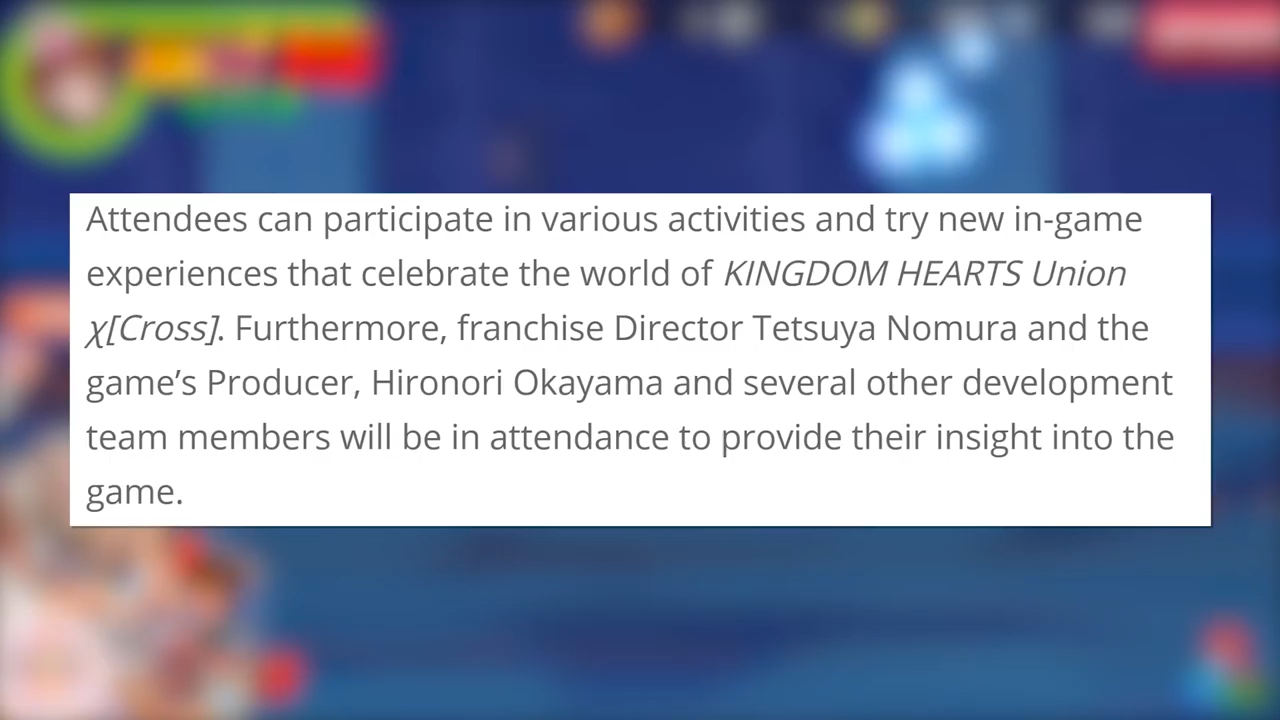 Attendees can participate in various activities and try new in-game
experiences that celebrate the world of KINGDOM HEARTS Union
χ[Cross]. Furthermore, franchise Director Tetsuya Nomura and the
game’s Producer, Hironori Okayama and several other development
team members will be in attendance to provide their insight into the
game.